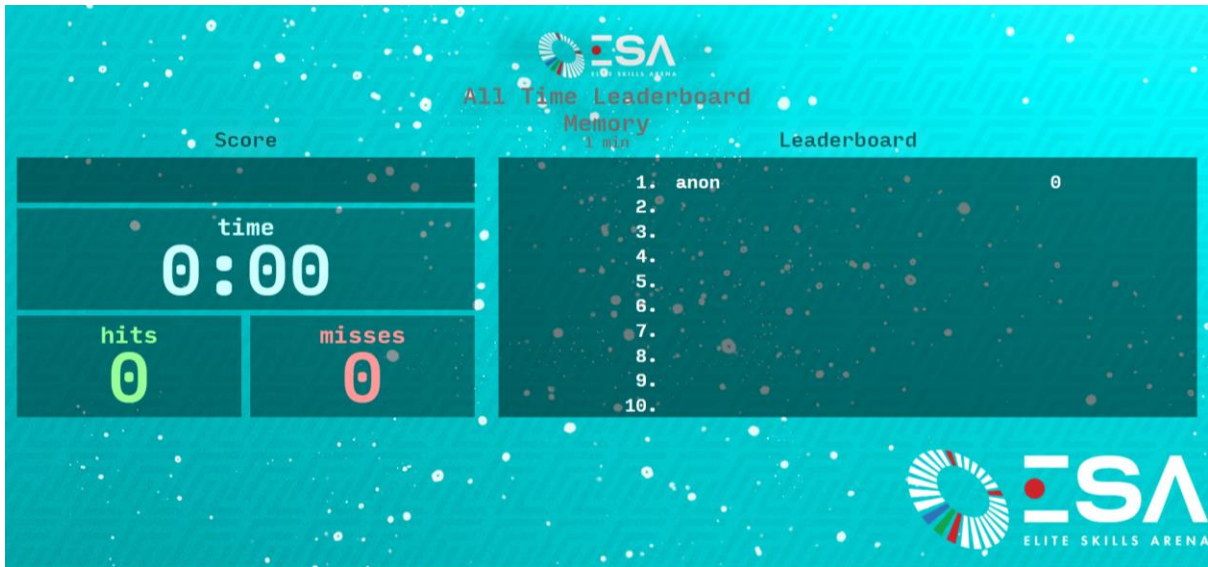 ESA
ELITE SKILLS ARENA
All Time Leaderboard
Memory
1 min
Score
time
0:00
hits
0
misses
0
Leaderboard
1. anon 0
2.
3.
4.
5.
6.
7.
8.
9.
10.
ESA
ELITE SKILLS ARENA